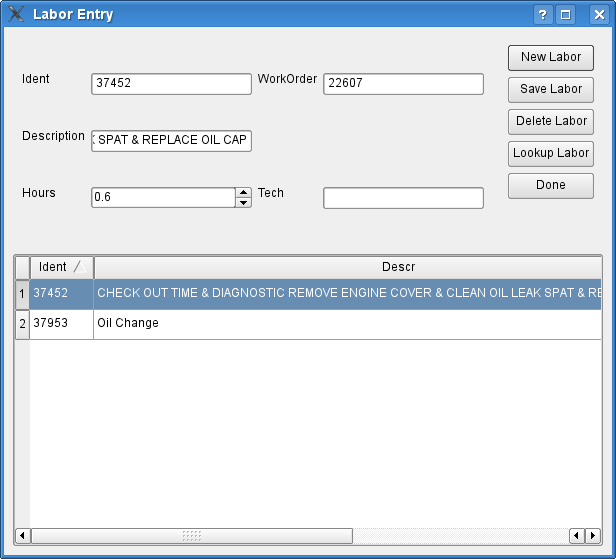 Labor Entry
New Labor
Ident 37452 WorkOrder 22607
Save Labor
Delete Labor
Description SPAT & REPLACE OIL CAP
Lookup Labor
Hours 0.6 Tech
Done
Ident Descr
1 37452 CHECK OUT TIME & DIAGNOSTIC REMOVE ENGINE COVER & CLEAN OIL LEAK SPAT & RE
2 37953 Oil Change